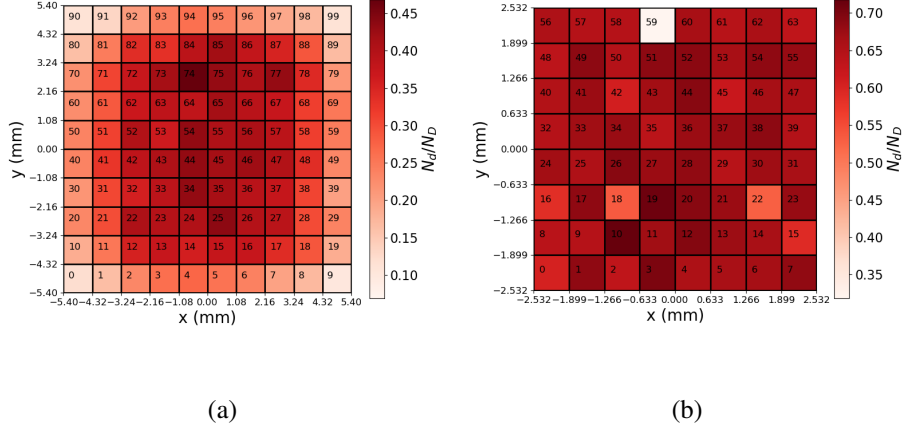 5.40
90 91 92 93 94 95 96 97 98 99
4.32
80 81 82 83 84 85 86 87 88 89
3.24
70 71 72 73 74 75 76 77 78 79
2.16
60 61 62 63 64 65 66 67 68 69
1.08
50 51 52 53 54 55 56 57 58 59
0.00
40 41 42 43 44 45 46 47 48 49
−1.08
30 31 32 33 34 35 36 37 38 39
−2.16
20 21 22 23 24 25 26 27 28 29
−3.24
10 11 12 13 14 15 16 17 18 19
−4.32
0 1 2 3 4 5 6 7 8 9
−5.40
−5.40 −4.32 −3.24 −2.16 −1.08 0.00 1.08 2.16 3.24 4.32 5.40
x (mm)
y (mm)
0.45
0.40
0.35
0.30
0.25
0.20
0.15
0.10
N_d/N_D
(a)
2.532
56 57 58 59 60 61 62 63
1.899
48 49 50 51 52 53 54 55
1.266
40 41 42 43 44 45 46 47
0.633
32 33 34 35 36 37 38 39
0.000
24 25 26 27 28 29 30 31
−0.633
16 17 18 19 20 21 22 23
−1.266
8 9 10 11 12 13 14 15
−1.899
0 1 2 3 4 5 6 7
−2.532
−2.532 −1.899 −1.266 −0.633 0.000 0.633 1.266 1.899 2.532
x (mm)
y (mm)
0.70
0.65
0.60
0.55
0.50
0.45
0.40
0.35
N_d/N_D
(b)